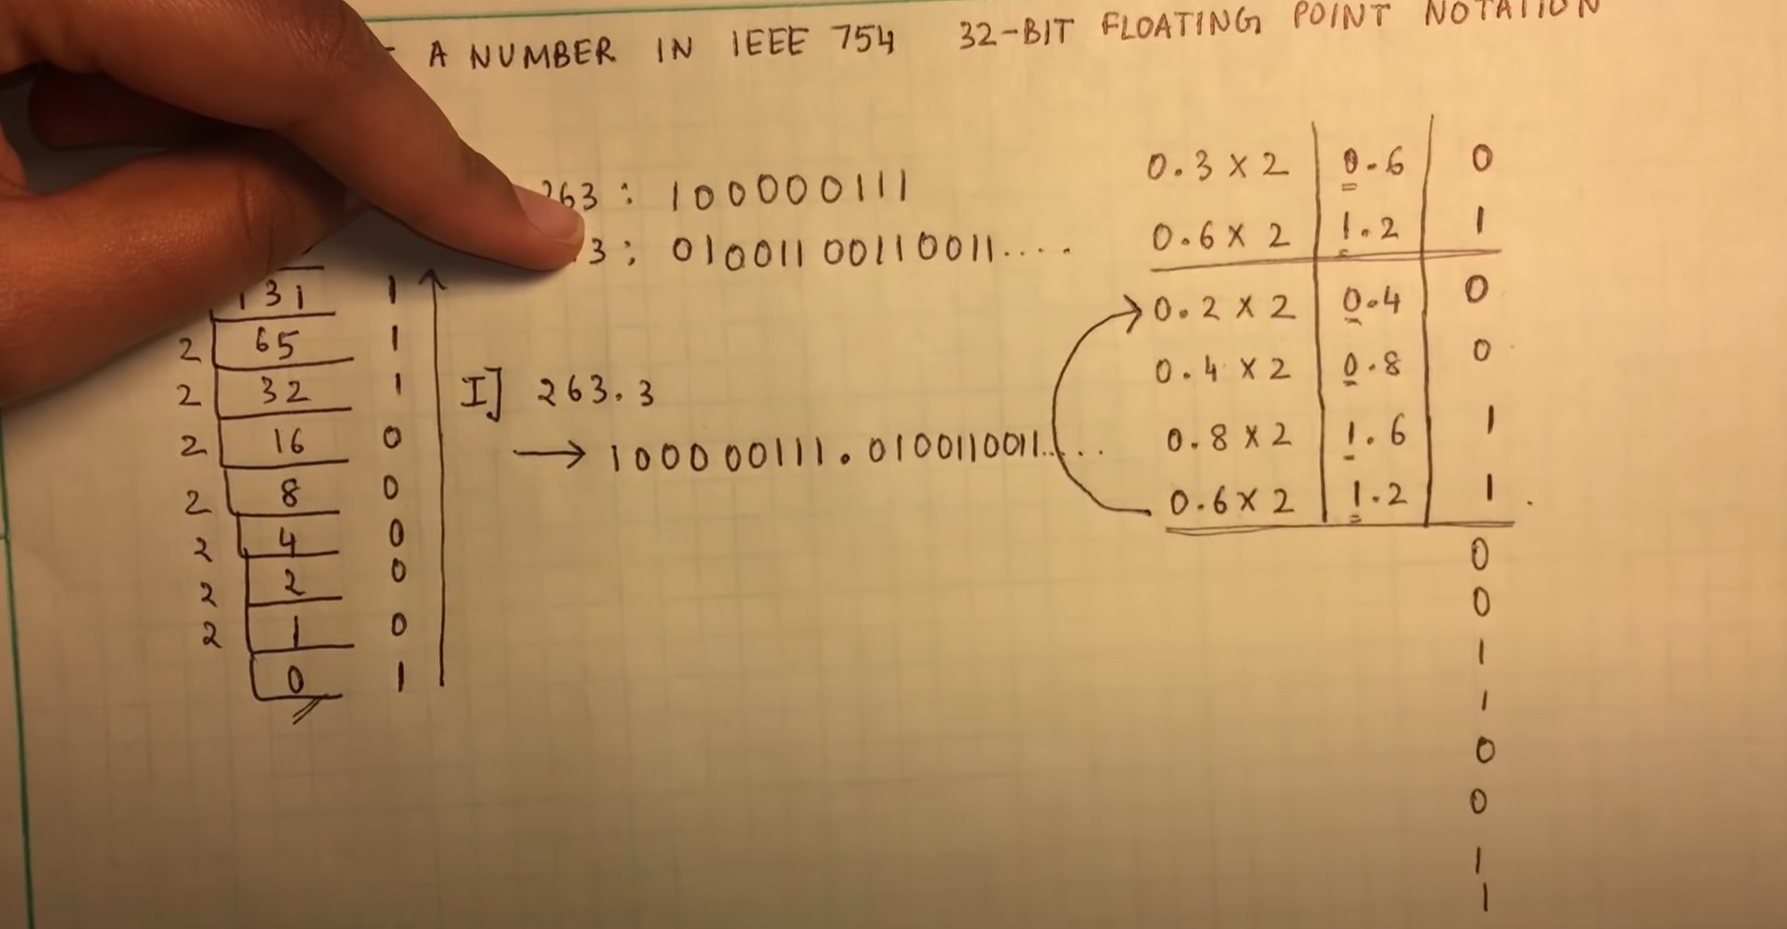 A NUMBER IN IEEE 754 32-BIT FLOATING POINT NOTATION
263 : 100000111
3 : 01001100110011....
131 1
2 65 1
2 32 1
2 16 0
2 8 0
2 4 0
2 2 0
2 1 0
0 1
I] 263.3
→ 100000111.0100110011....
0.3 x 2 0.6 0
0.6 x 2 1.2 1
0.2 x 2 0.4 0
0.4 x 2 0.8 0
0.8 x 2 1.6 1
0.6 x 2 1.2 1
0
0
1
1
0
0
1
1